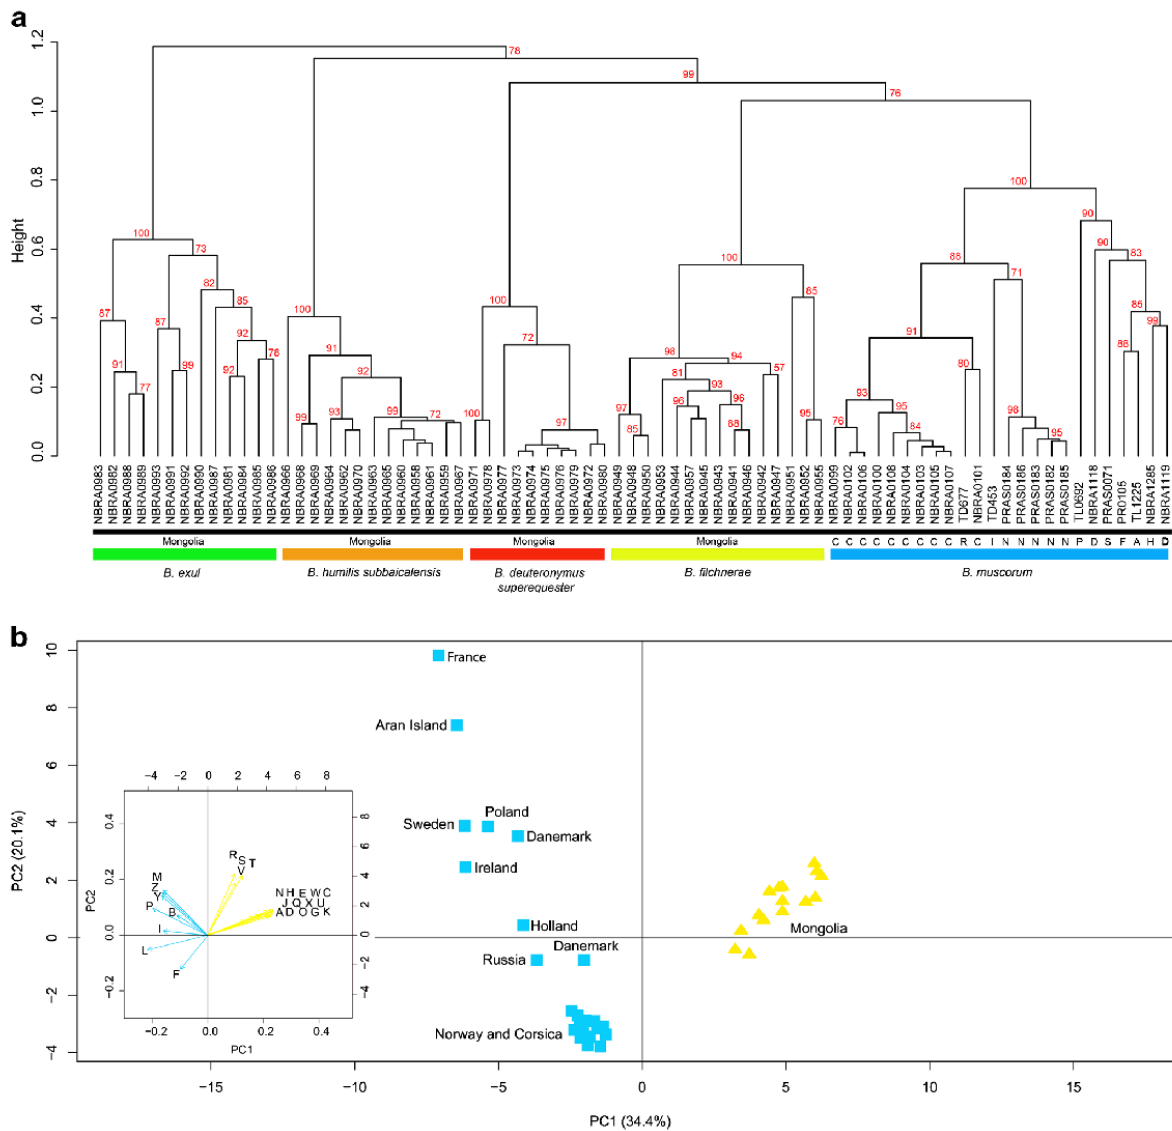 a
1.2
1.0
0.8
0.6
0.4
0.2
0.0
Height
78
99
76
100
90
100
73
90
83
88
71
100
82
85
85
100
87
87
92
91
99
92
78
77
100
91
92
99
93
99
72
100
72
97
100
98
94
81
93
57
97
96
96
85
88
95
91
80
93
76
95
84
98
95
85
99
88
NBRA0983
NBRA0982
NBRA0988
NBRA0989
NBRA0993
NBRA0991
NBRA0992
NBRA0990
NBRA0987
NBRA0981
NBRA0984
NBRA0985
NBRA0986
NBRA0966
NBRA0968
NBRA0969
NBRA0964
NBRA0962
NBRA0970
NBRA0963
NBRA0965
NBRA0960
NBRA0958
NBRA0961
NBRA0959
NBRA0967
NBRA0971
NBRA0978
NBRA0977
NBRA0973
NBRA0974
NBRA0975
NBRA0976
NBRA0979
NBRA0972
NBRA0980
NBRA0949
NBRA0948
NBRA0950
NBRA0953
NBRA0944
NBRA0957
NBRA0945
NBRA0943
NBRA0941
NBRA0946
NBRA0942
NBRA0947
NBRA0951
NBRA0952
NBRA0955
NBRA0099
NBRA0102
NBRA0106
NBRA0100
NBRA0108
NBRA0104
NBRA0103
NBRA0105
NBRA0107
TD677
NBRA0101
TD453
PRAS0184
PRAS0186
PRAS0183
PRAS0182
PRAS0185
TL0692
NBRA1118
PRAS0071
PR0105
TL1225
NBRA1285
NBRA1119
Mongolia Mongolia Mongolia Mongolia C C C C C C C C C R C I N N N N N P D S F A H D
B. exul B. humilis subbaicalensis B. deuteronymus B. filchnerae B. muscorum
superequester
b
10
8
6
4
2
0
−2
−4
PC2 (20.1%)
France
Aran Island
Sweden
Poland
Danemark
Ireland
Holland
Danemark
Russia
Norway and Corsica
Mongolia
−4 −2 0 2 4 6 8
0.4
0.2
0.0
−0.2
PC2
8
6
4
2
0
−2
−4
R
S T
V
M
Z
Y
P
B
I
L
F
N H E W C
J Q X U
A D O G K
−0.2 0.0 0.2 0.4
PC1
−15 −10 −5 0 5 10 15
PC1 (34.4%)